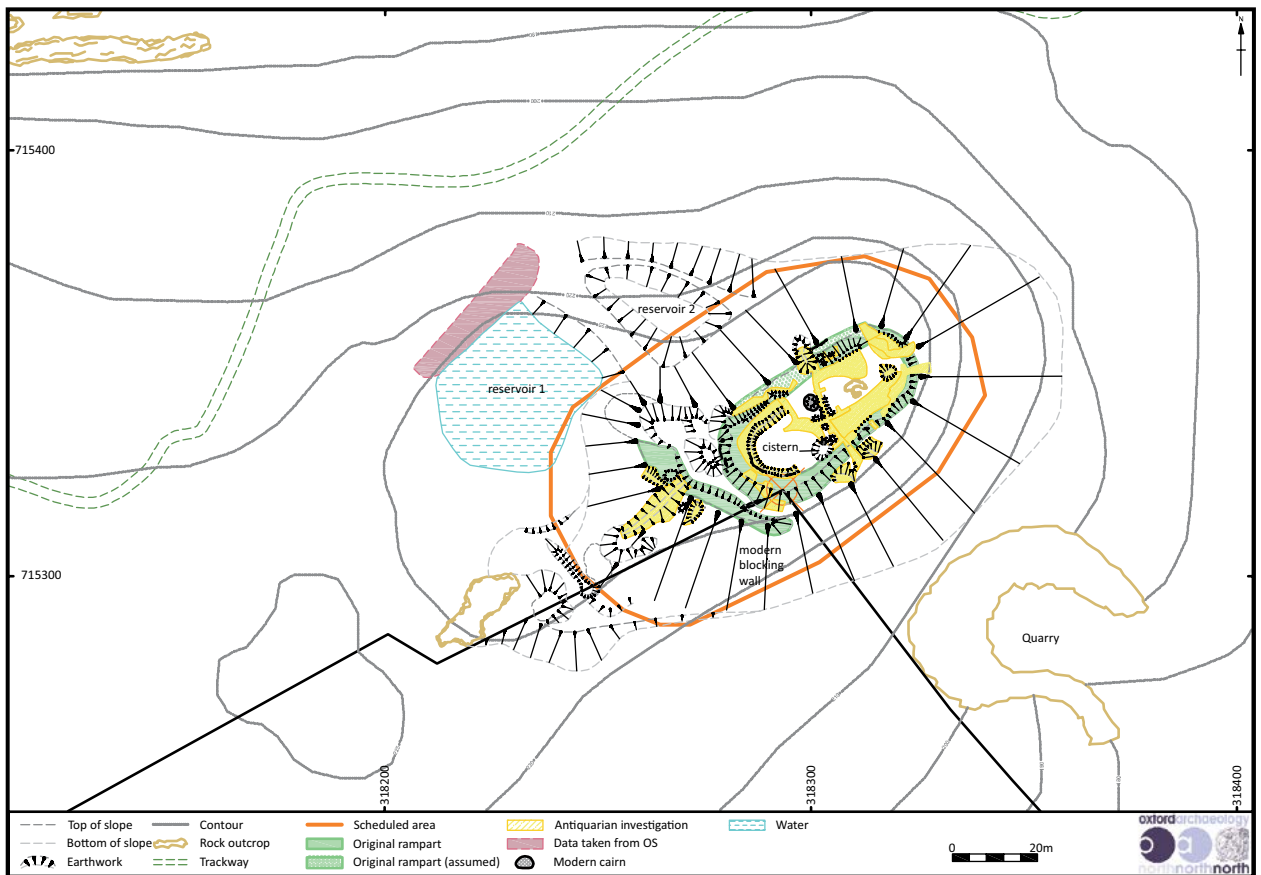 N
715400
reservoir 2
reservoir 1
cistern
modern
blocking
wall
715300
Quarry
318200
318300
318400
Top of slope
Contour
Scheduled area
Antiquarian investigation
Water
Bottom of slope
Rock outcrop
Original rampart
Data taken from OS
Earthwork
Trackway
Original rampart (assumed)
Modern cairn
0 20m
oxfordarchaeology
northnorthnorth